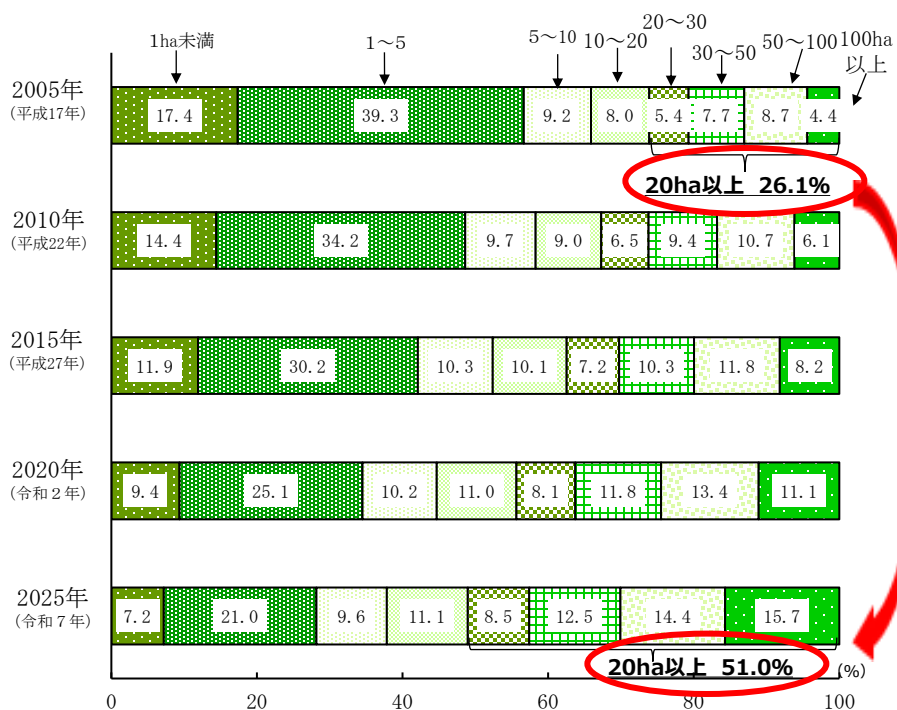 1ha未満
1～5
5～10
10～20
20～30
30～50
50～100
100ha
以上
2005年
(平成17年)
17.4 39.3 9.2 8.0 5.4 7.7 8.7 4.4
20ha以上 26.1%
2010年
(平成22年)
14.4 34.2 9.7 9.0 6.5 9.4 10.7 6.1
2015年
(平成27年)
11.9 30.2 10.3 10.1 7.2 10.3 11.8 8.2
2020年
(令和２年)
9.4 25.1 10.2 11.0 8.1 11.8 13.4 11.1
2025年
(令和７年)
7.2 21.0 9.6 11.1 8.5 12.5 14.4 15.7
20ha以上 51.0%
(%)
0 20 40 60 80 100